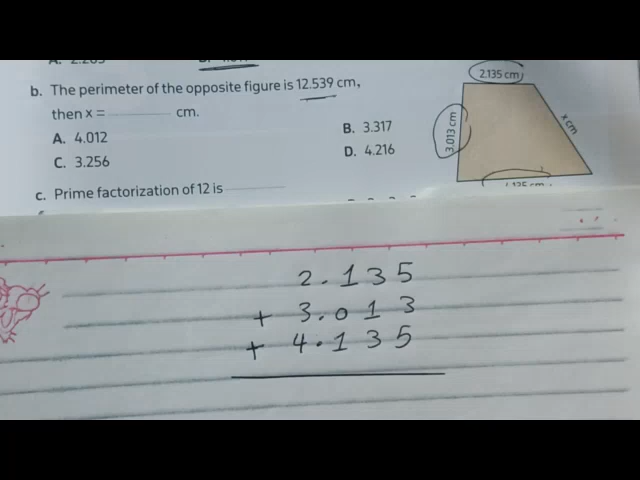 b. The perimeter of the opposite figure is 12.539 cm,
then x = ............ cm.
A. 4.012
B. 3.317
C. 3.256
D. 4.216
2.135 cm
3.013 cm
x cm
c. Prime factorization of 12 is ............
2.135
+ 3.013
+ 4.135